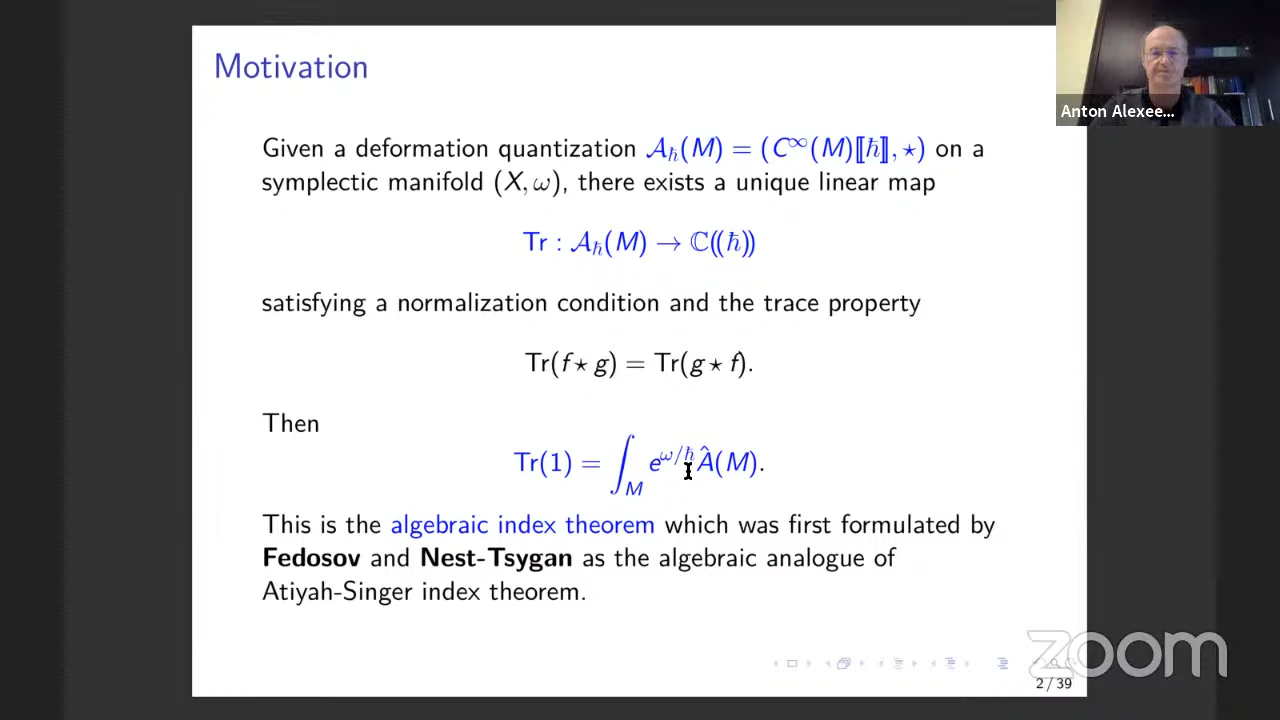 Motivation
Anton Alexee...
Given a deformation quantization 𝒜ℏ(M) = (C∞(M)⟦ℏ⟧, ⋆) on a
symplectic manifold (X, ω), there exists a unique linear map
Tr : 𝒜ℏ(M) → ℂ((ℏ))
satisfying a normalization condition and the trace property
Tr(f ⋆ g) = Tr(g ⋆ f).
Then
Tr(1) = ∫_M e^{ω/ℏ} Â(M).
This is the algebraic index theorem which was first formulated by
Fedosov and Nest-Tsygan as the algebraic analogue of
Atiyah-Singer index theorem.
zoom
2 / 39